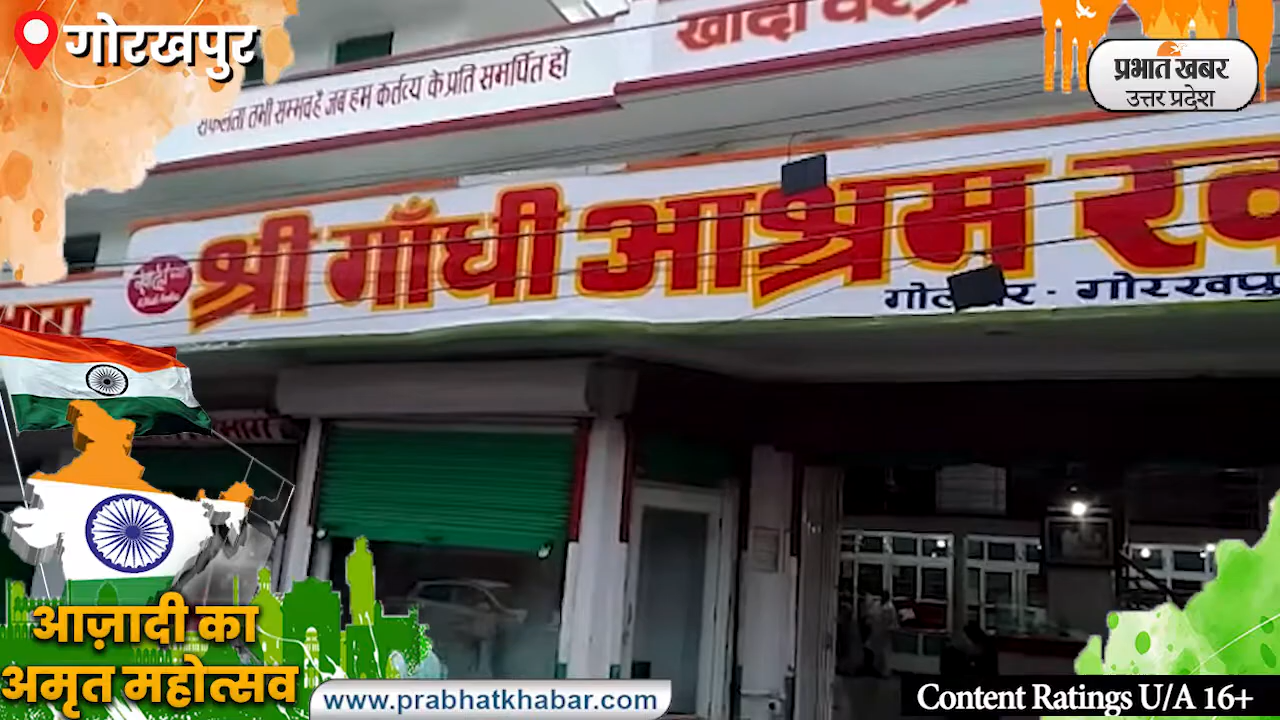 गोरखपुर
प्रभात खबर
उत्तर प्रदेश
खादी वस्त्र
सफलता तभी सम्भव है जब हम कर्तव्य के प्रति समर्पित हो
श्री गाँधी आश्रम
गोलघर - गोरखपु
भाग
आज़ादी का
अमृत महोत्सव
www.prabhatkhabar.com
Content Ratings U/A 16+